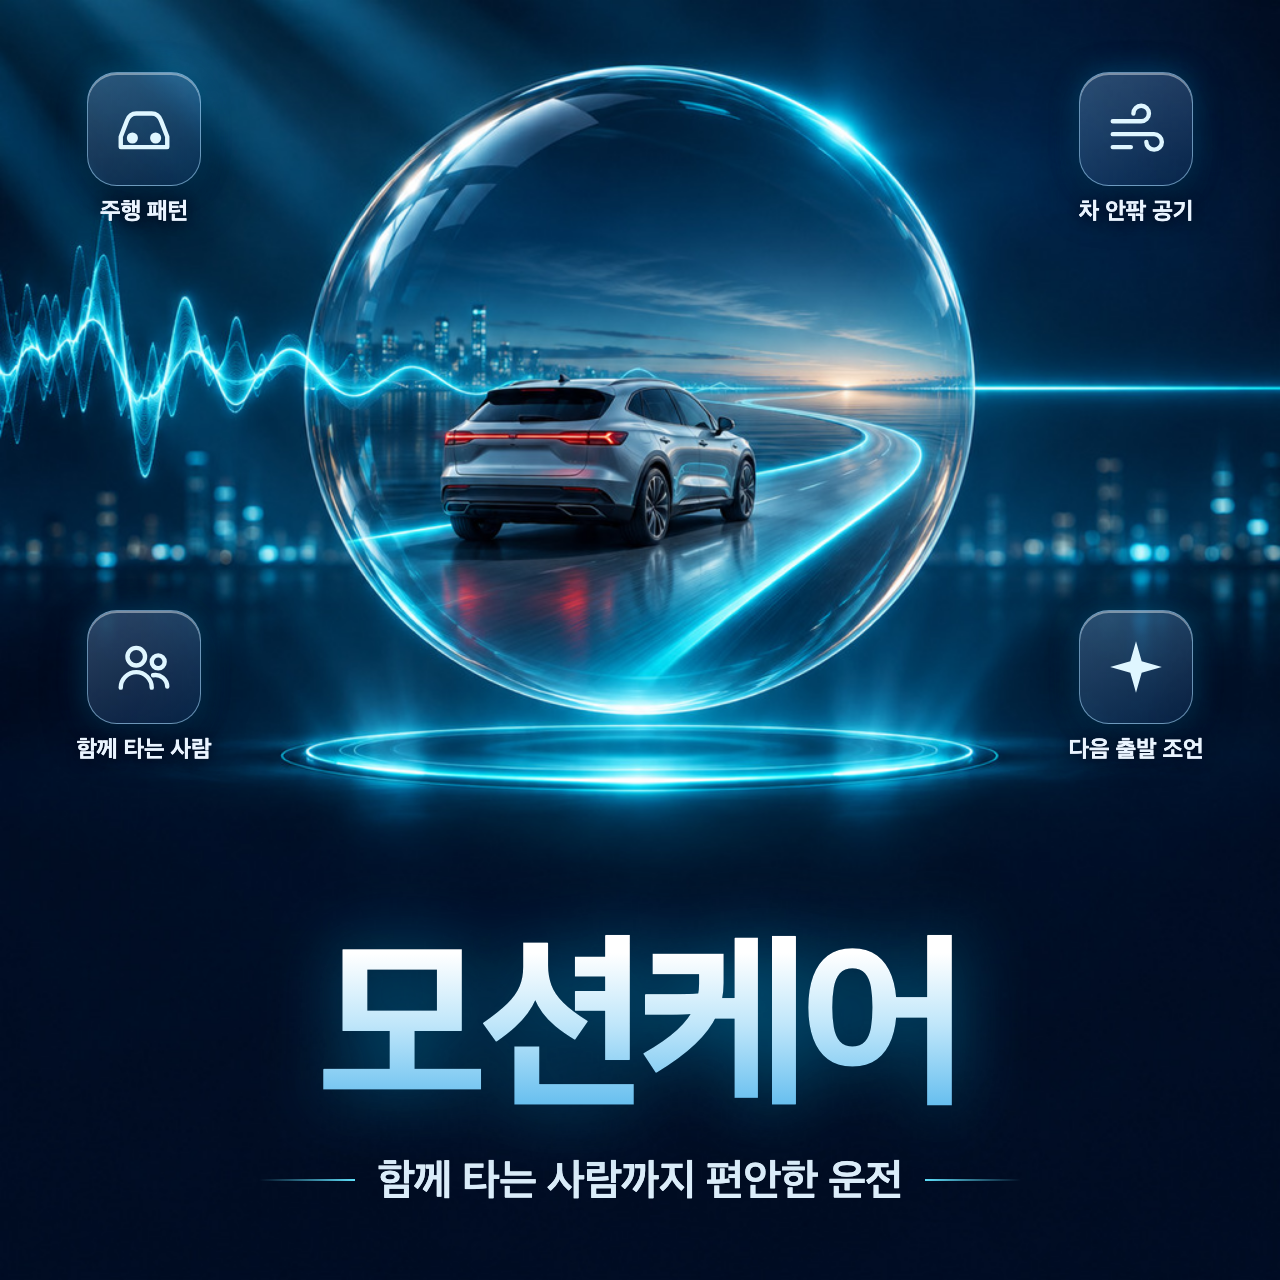 주행 패턴
차 안팎 공기
함께 타는 사람
다음 출발 조언
모션케어
함께 타는 사람까지 편안한 운전